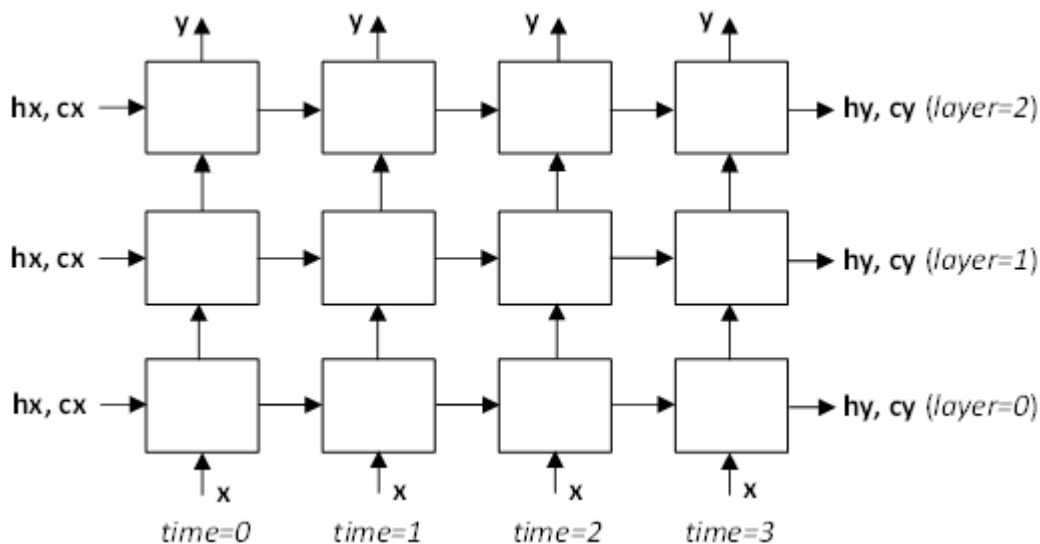 y y y y
hx, cx hy, cy (layer=2)
hx, cx hy, cy (layer=1)
hx, cx hy, cy (layer=0)
x x x x
time=0 time=1 time=2 time=3